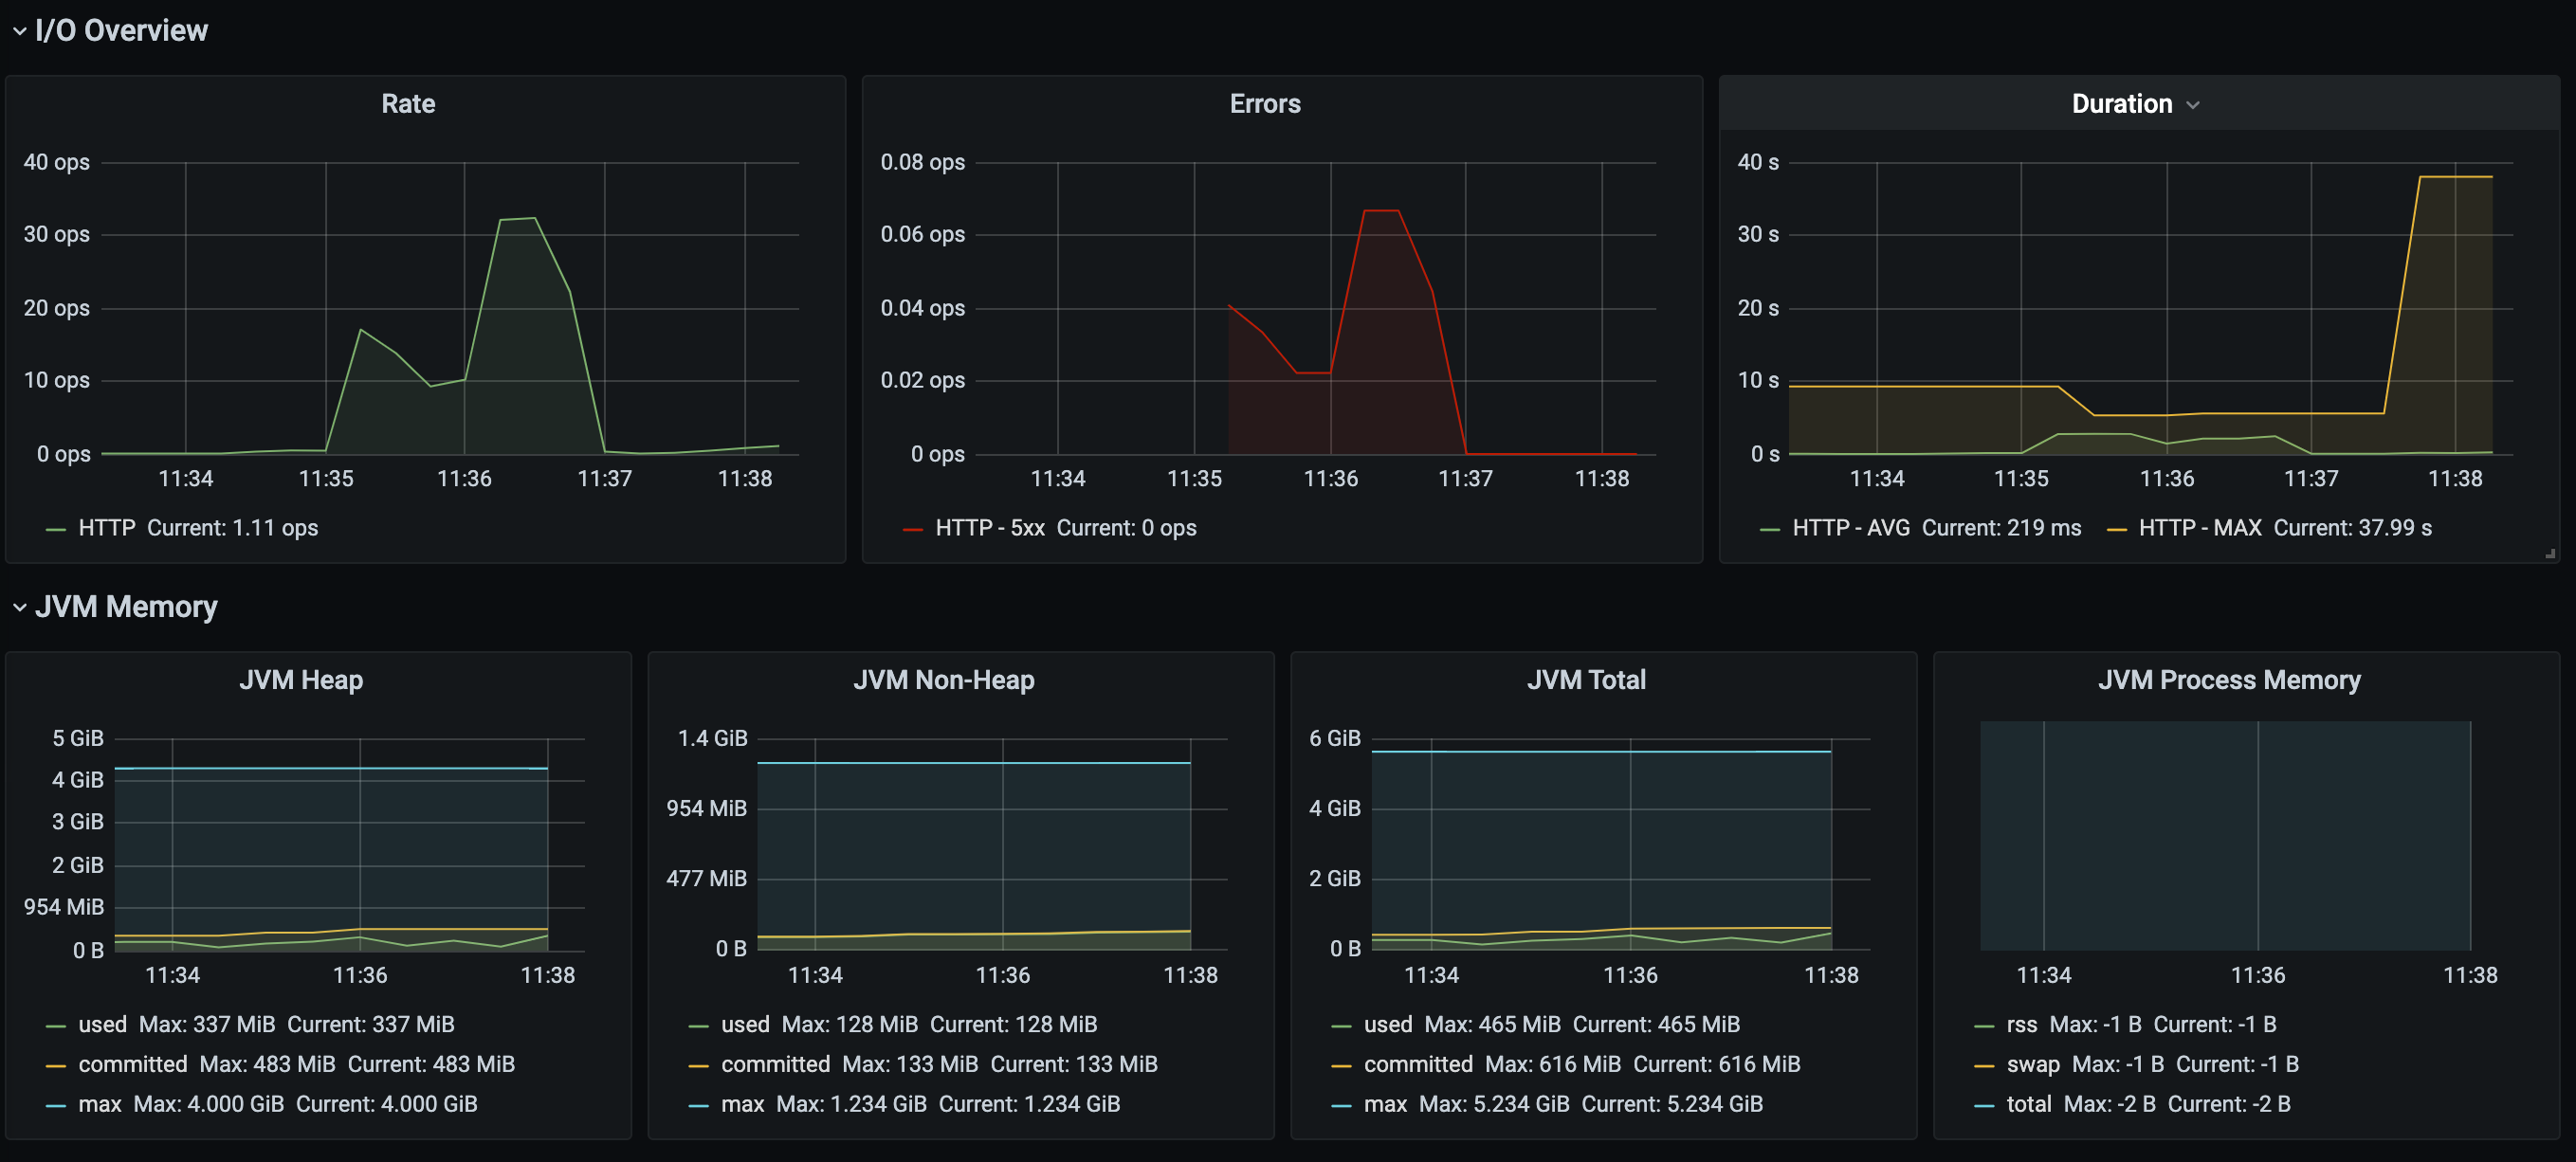 I/O Overview
Rate
40 ops
30 ops
20 ops
10 ops
0 ops
11:34 11:35 11:36 11:37 11:38
HTTP Current: 1.11 ops
Errors
0.08 ops
0.06 ops
0.04 ops
0.02 ops
0 ops
11:34 11:35 11:36 11:37 11:38
HTTP - 5xx Current: 0 ops
Duration
40 s
30 s
20 s
10 s
0 s
11:34 11:35 11:36 11:37 11:38
HTTP - AVG Current: 219 ms HTTP - MAX Current: 37.99 s
JVM Memory
JVM Heap
5 GiB
4 GiB
3 GiB
2 GiB
954 MiB
0 B
11:34 11:36 11:38
used Max: 337 MiB Current: 337 MiB
committed Max: 483 MiB Current: 483 MiB
max Max: 4.000 GiB Current: 4.000 GiB
JVM Non-Heap
1.4 GiB
954 MiB
477 MiB
0 B
11:34 11:36 11:38
used Max: 128 MiB Current: 128 MiB
committed Max: 133 MiB Current: 133 MiB
max Max: 1.234 GiB Current: 1.234 GiB
JVM Total
6 GiB
4 GiB
2 GiB
0 B
11:34 11:36 11:38
used Max: 465 MiB Current: 465 MiB
committed Max: 616 MiB Current: 616 MiB
max Max: 5.234 GiB Current: 5.234 GiB
JVM Process Memory
11:34 11:36 11:38
rss Max: -1 B Current: -1 B
swap Max: -1 B Current: -1 B
total Max: -2 B Current: -2 B